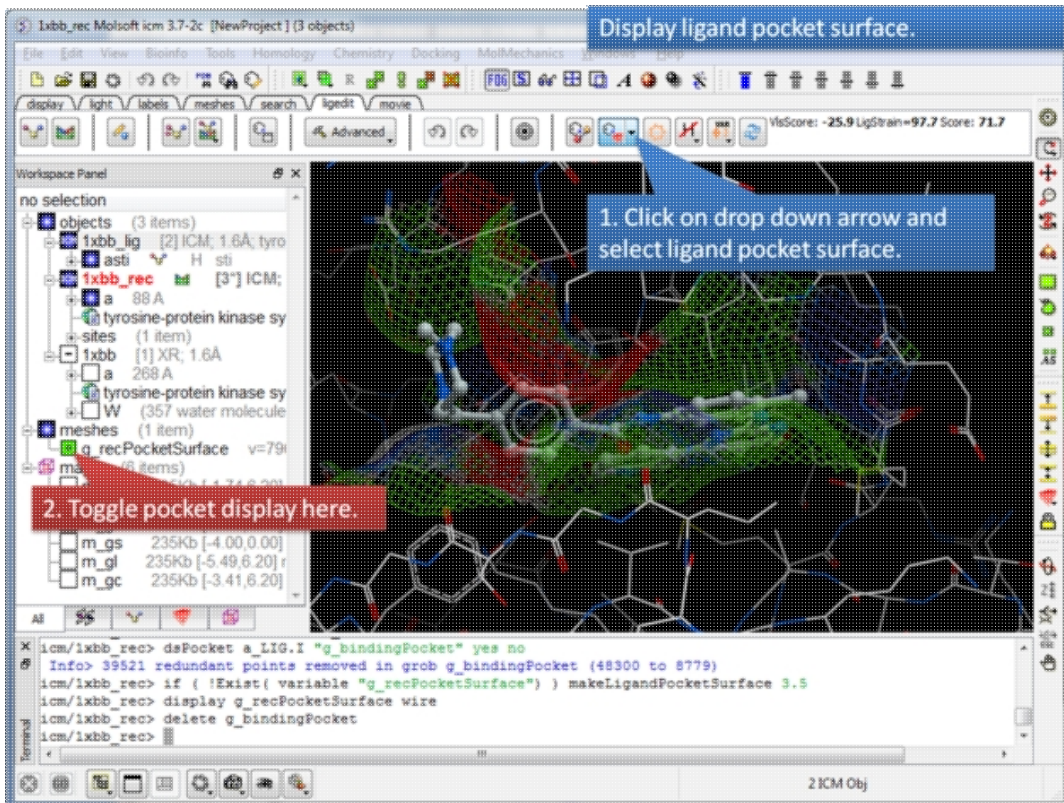 1xbb_rec Molsoft icm 3.7-2c [NewProject ] (3 objects)
Display ligand pocket surface.
File Edit View Bioinfo Tools Homology Chemistry Docking MolMechanics Windows Help
display light labels meshes search ligedit movie
Advanced
VlsScore: -25.9 LigStrain=97.7 Score: 71.7
Workspace Panel
no selection
objects (3 items)
1xbb_lig [2] ICM; 1.6Å; tyro
asti H sti
1xbb_rec [3*] ICM;
a 88 A
tyrosine-protein kinase sy
sites (1 item)
1xbb [1] XR; 1.6Å
a 268 A
tyrosine-protein kinase sy
W (357 water molecule
meshes (1 item)
g_recPocketSurface v=790
1. Click on drop down arrow and
select ligand pocket surface.
2. Toggle pocket display here.
m_gs 235Kb [-4.00,0.00]
m_gl 235Kb [-5.49,6.20] r
m_gc 235Kb [-3.41,6.20]
All
icm/1xbb_rec> dsPocket a_LIG.I "g_bindingPocket" yes no
Info> 39521 redundant points removed in grob g_bindingPocket (48300 to 8779)
icm/1xbb_rec> if ( !Exist( variable "g_recPocketSurface") ) makeLigandPocketSurface 3.5
icm/1xbb_rec> display g_recPocketSurface wire
icm/1xbb_rec> delete g_bindingPocket
icm/1xbb_rec>
Terminal
2 ICM Obj